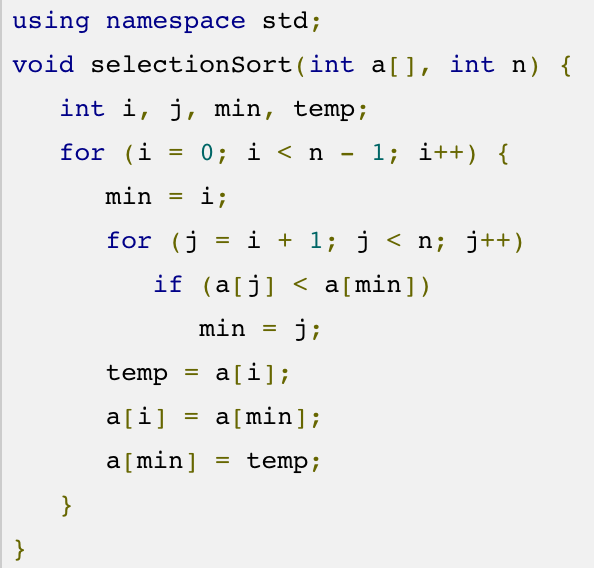 using namespace std;
void selectionSort(int a[], int n) {
   int i, j, min, temp;
   for (i = 0; i < n - 1; i++) {
      min = i;
      for (j = i + 1; j < n; j++)
         if (a[j] < a[min])
            min = j;
      temp = a[i];
      a[i] = a[min];
      a[min] = temp;
   }
}